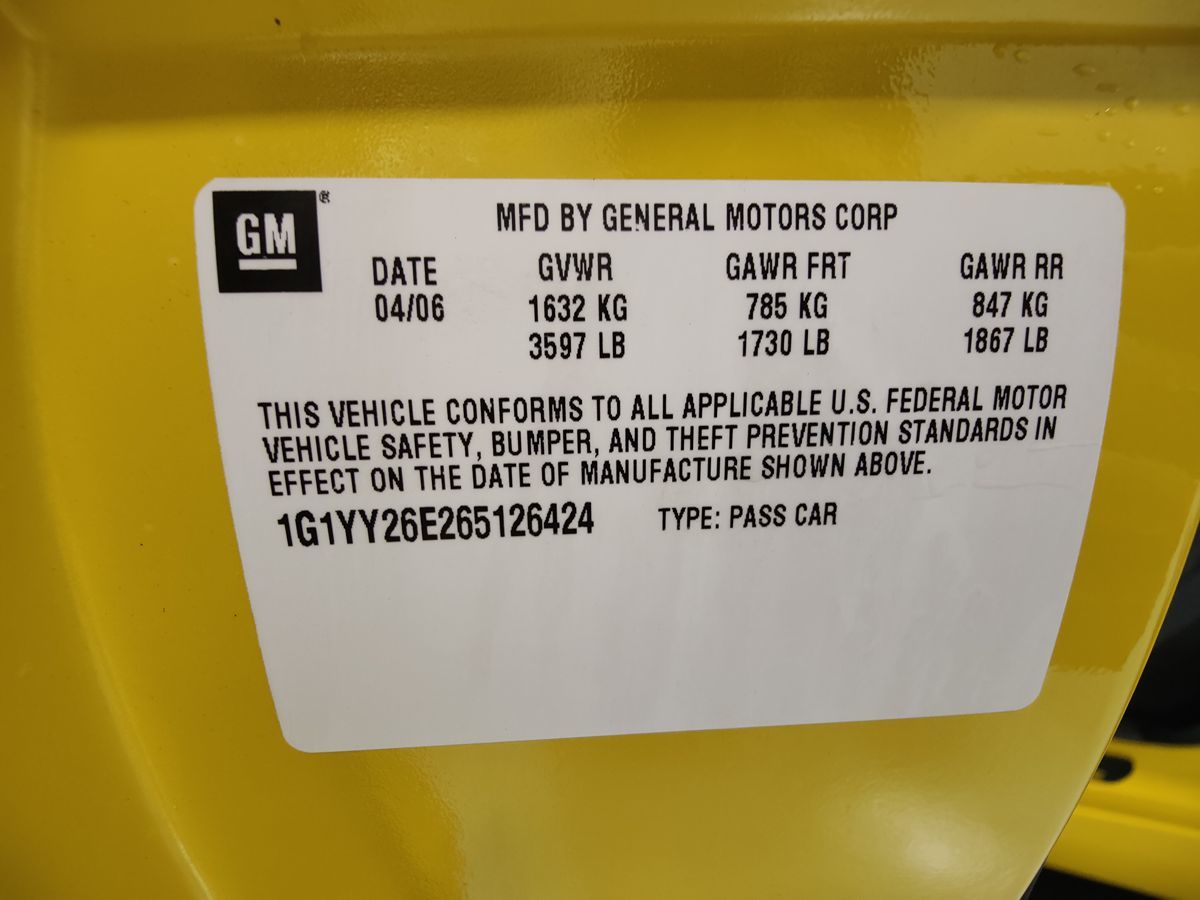 GM®
MFD BY GENERAL MOTORS CORP
DATE GVWR GAWR FRT GAWR RR
04/06 1632 KG 785 KG 847 KG
3597 LB 1730 LB 1867 LB
THIS VEHICLE CONFORMS TO ALL APPLICABLE U.S. FEDERAL MOTOR
VEHICLE SAFETY, BUMPER, AND THEFT PREVENTION STANDARDS IN
EFFECT ON THE DATE OF MANUFACTURE SHOWN ABOVE.
1G1YY26E265126424 TYPE: PASS CAR